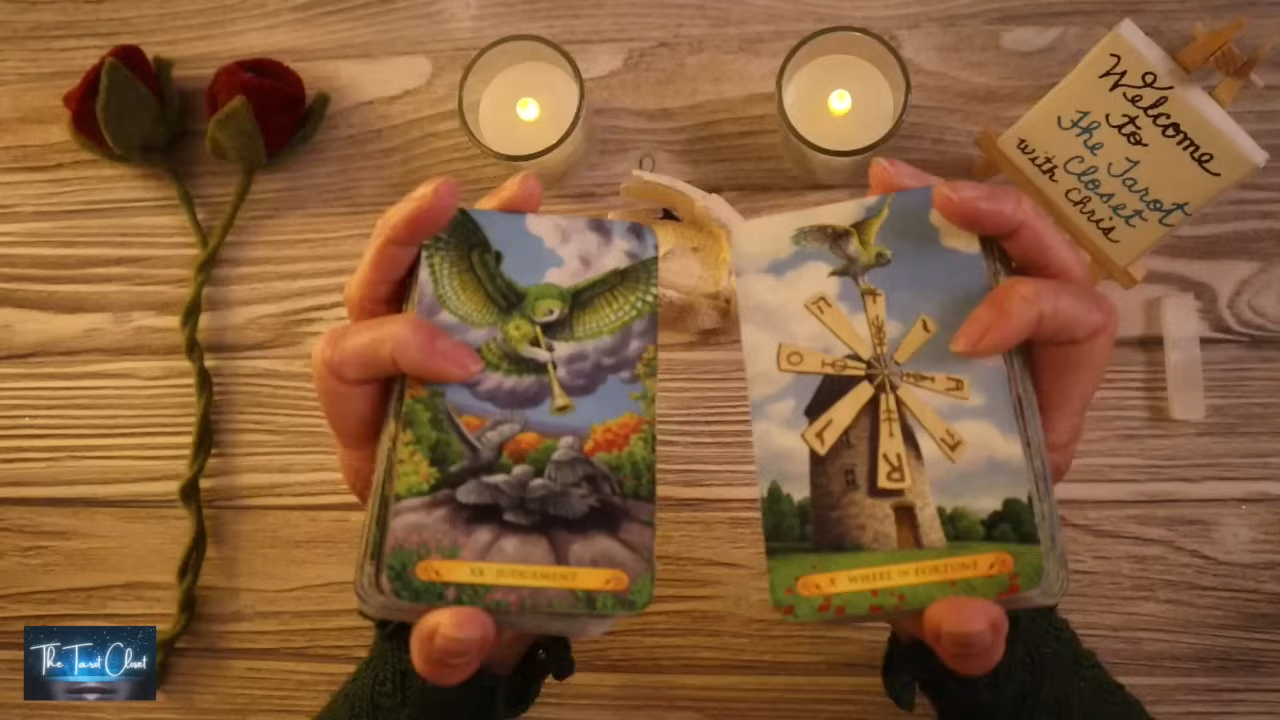 Welcome
to
The Tarot
Closet
with Chris
XX JUDGEMENT
X WHEEL OF FORTUNE
The Tarot Closet